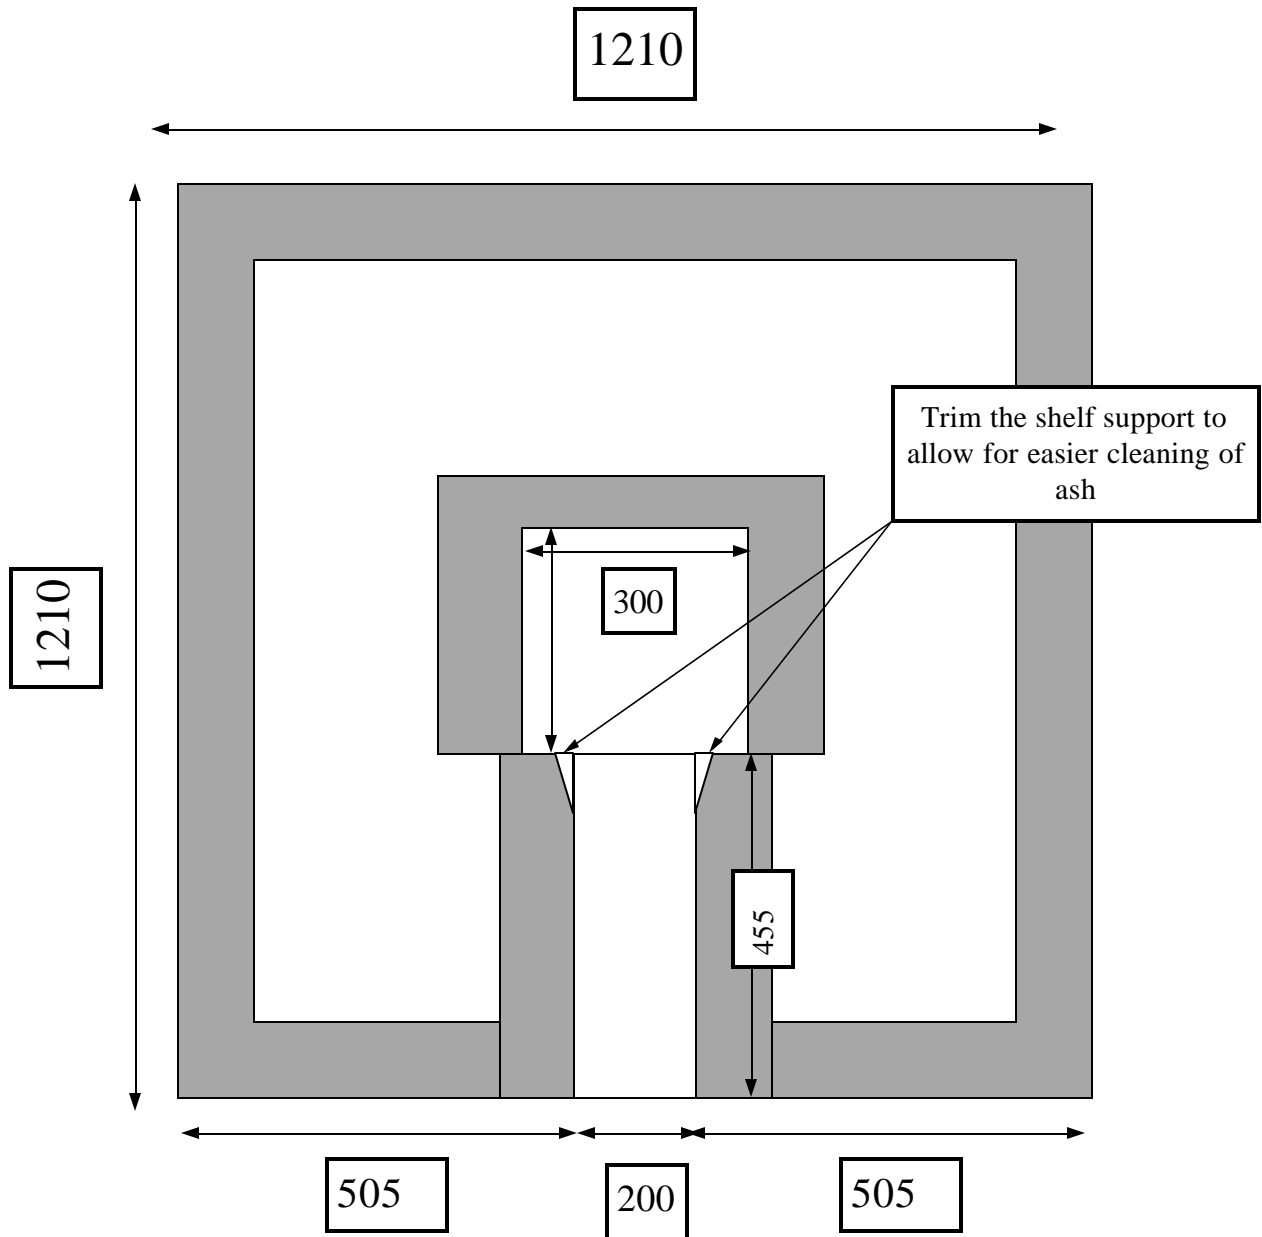 1210
Trim the shelf support to
allow for easier cleaning of
ash
300
1210
455
505
200
505